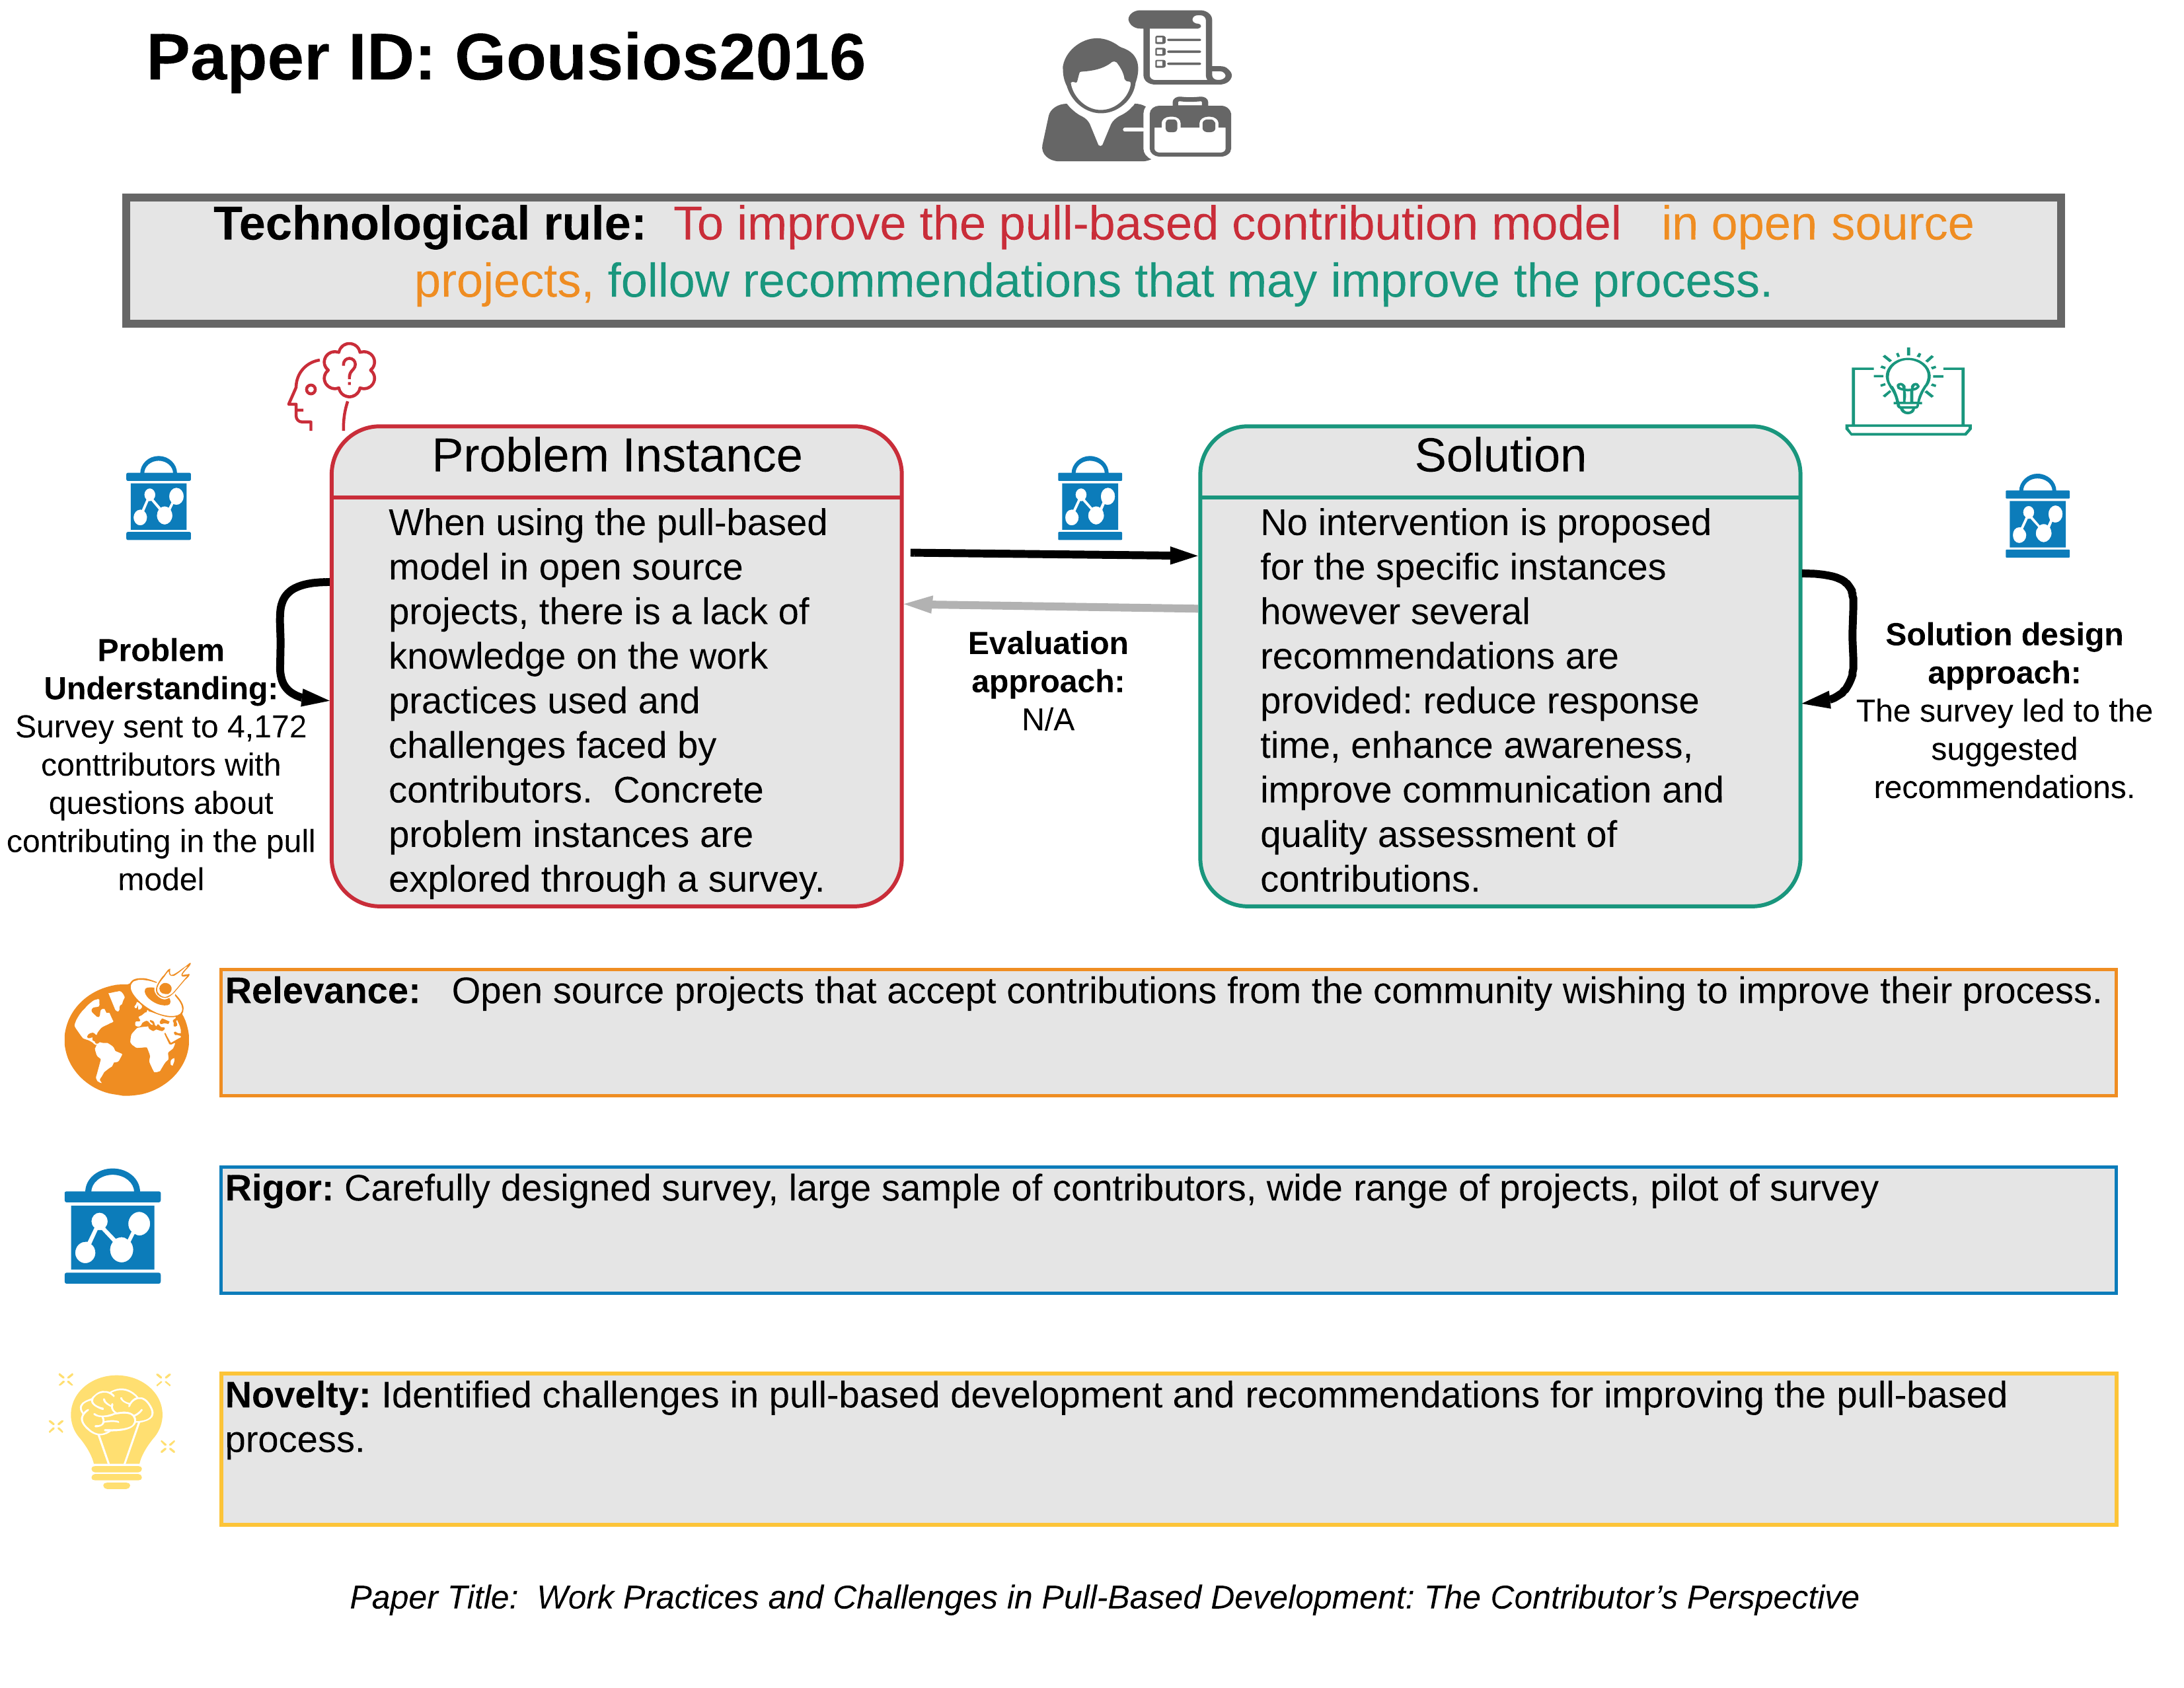 Paper ID: Gousios2016
Technological rule: To improve the pull-based contribution model in open source
projects, follow recommendations that may improve the process.
Problem Instance
When using the pull-based
model in open source
projects, there is a lack of
knowledge on the work
practices used and
challenges faced by
contributors. Concrete
problem instances are
explored through a survey.
Solution
No intervention is proposed
for the specific instances
however several
recommendations are
provided: reduce response
time, enhance awareness,
improve communication and
quality assessment of
contributions.
Problem
Understanding:
Survey sent to 4,172
conttributors with
questions about
contributing in the pull
model
Evaluation
approach:
N/A
Solution design
approach:
The survey led to the
suggested
recommendations.
Relevance: Open source projects that accept contributions from the community wishing to improve their process.
Rigor: Carefully designed survey, large sample of contributors, wide range of projects, pilot of survey
Novelty: Identified challenges in pull-based development and recommendations for improving the pull-based
process.
Paper Title: Work Practices and Challenges in Pull-Based Development: The Contributor’s Perspective